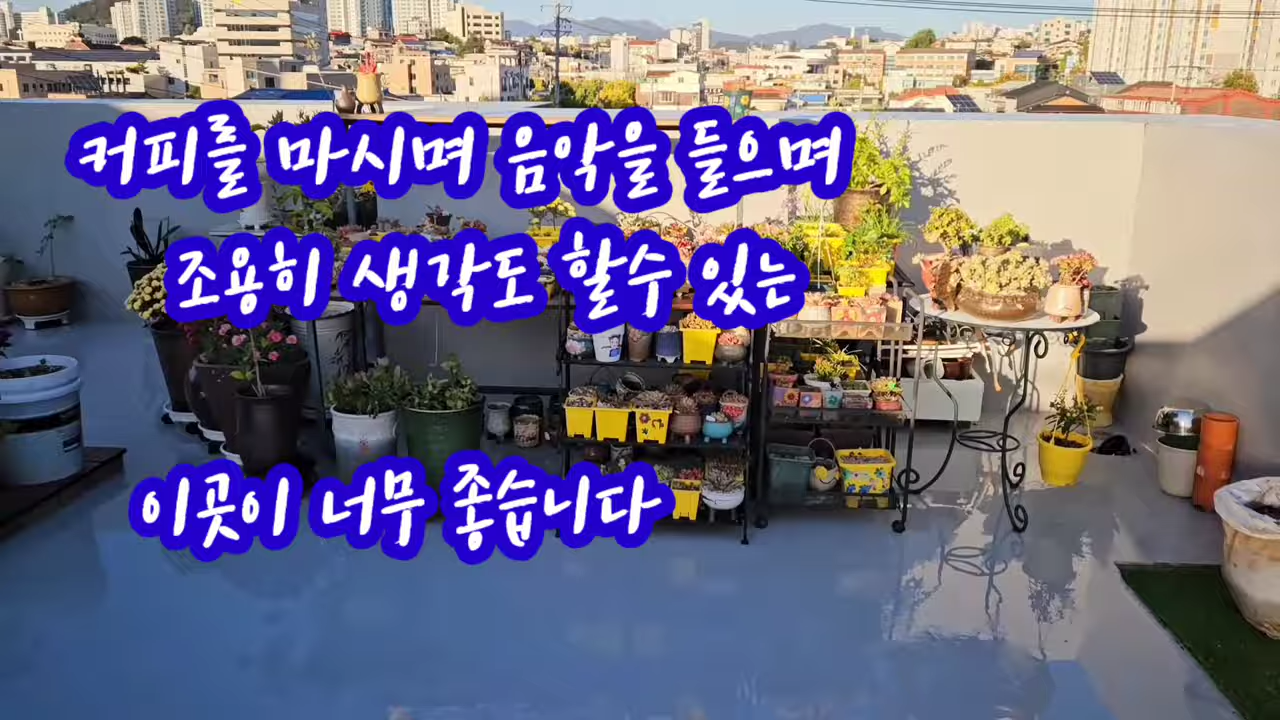 커피를 마시며 음악을 들으며
조용히 생각도 할수 있는
이곳이 너무 좋습니다